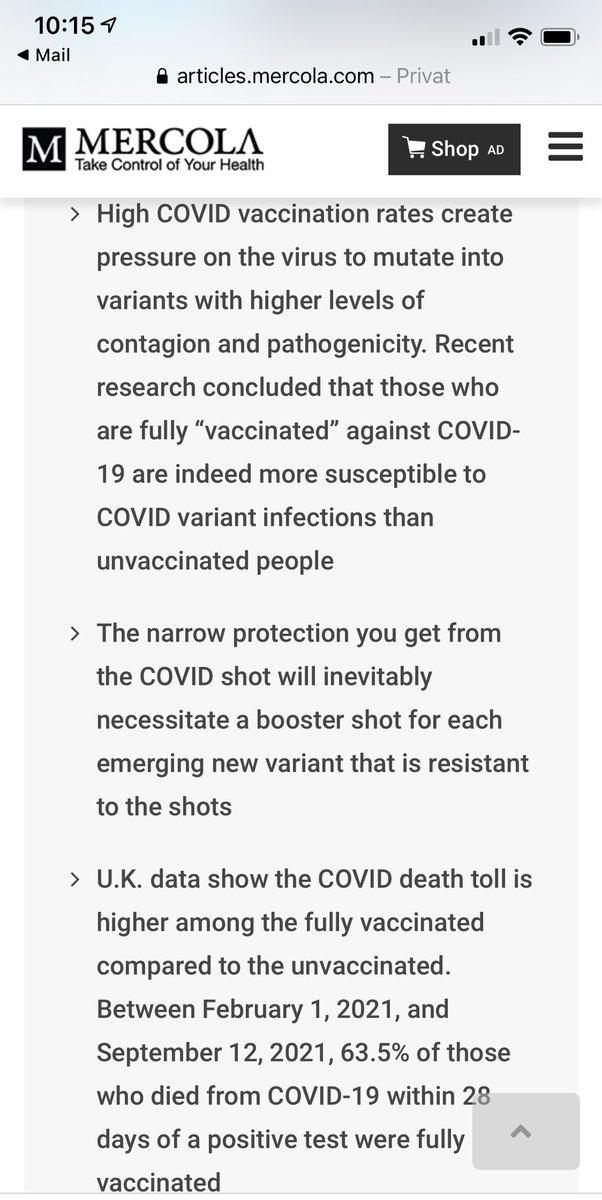 10:15
Mail
articles.mercola.com – Privat
M MERCOLA
Take Control of Your Health
Shop AD
> High COVID vaccination rates create
pressure on the virus to mutate into
variants with higher levels of
contagion and pathogenicity. Recent
research concluded that those who
are fully “vaccinated” against COVID-
19 are indeed more susceptible to
COVID variant infections than
unvaccinated people
> The narrow protection you get from
the COVID shot will inevitably
necessitate a booster shot for each
emerging new variant that is resistant
to the shots
> U.K. data show the COVID death toll is
higher among the fully vaccinated
compared to the unvaccinated.
Between February 1, 2021, and
September 12, 2021, 63.5% of those
who died from COVID-19 within 28
days of a positive test were fully
vaccinated